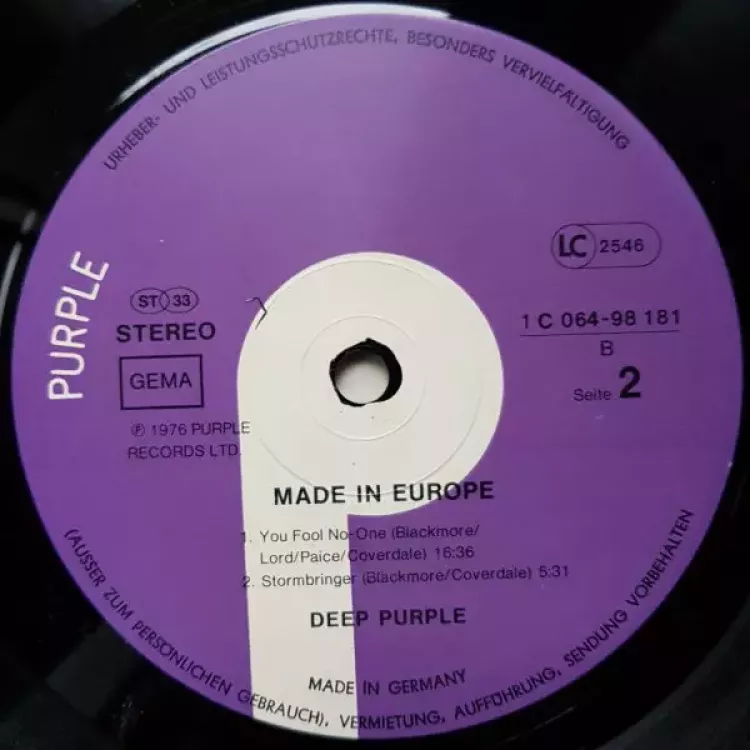 URHEBER- UND LEISTUNGSSCHUTZRECHTE, BESONDERS VERVIELFÄLTIGUNG
PURPLE
LC 2546
ST 33
STEREO
GEMA
℗ 1976 PURPLE
RECORDS LTD.
1 C 064-98 181
B
Seite 2
MADE IN EUROPE
1. You Fool No-One (Blackmore/
Lord/Paice/Coverdale) 16:36
2. Stormbringer (Blackmore/Coverdale) 5:31
DEEP PURPLE
MADE IN GERMANY
(AUSSER ZUM PERSÖNLICHEN GEBRAUCH), VERMIETUNG, AUFFÜHRUNG, SENDUNG VORBEHALTEN